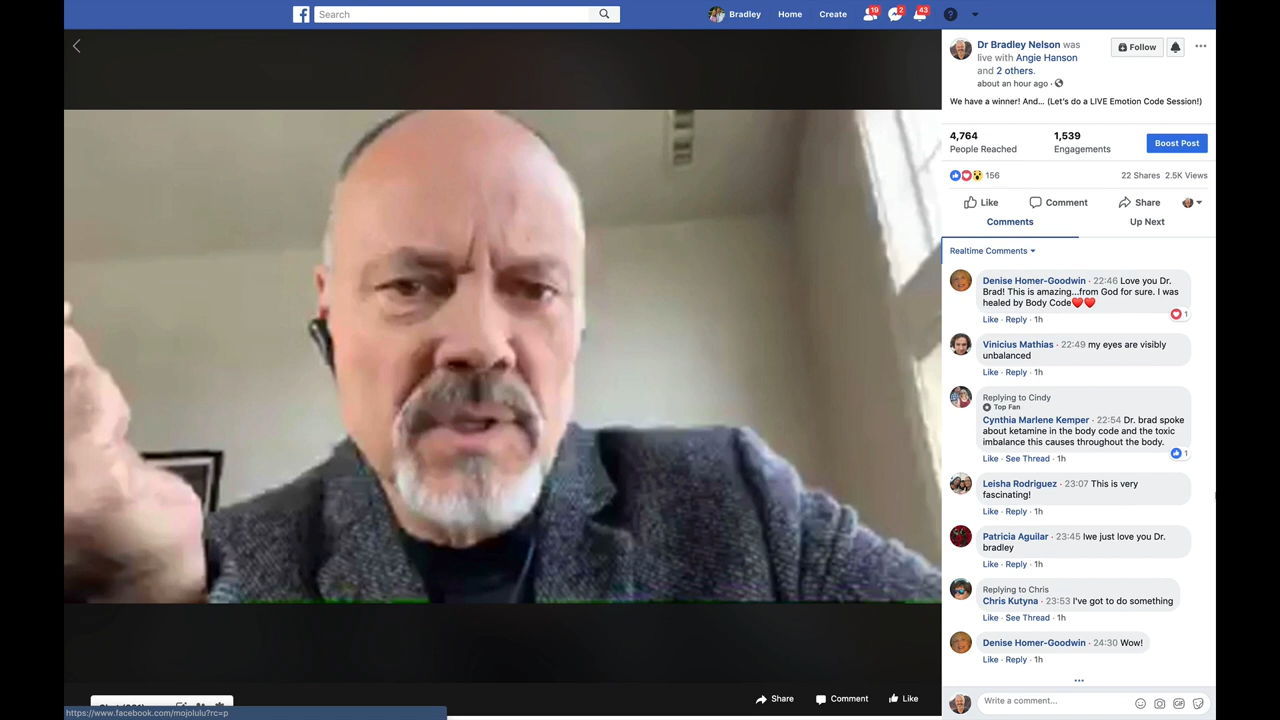 Search
Bradley
Home
Create
19
2
43
Dr Bradley Nelson was
live with Angie Hanson
and 2 others.
about an hour ago ·
Follow
We have a winner! And... (Let's do a LIVE Emotion Code Session!)
4,764
People Reached
1,539
Engagements
Boost Post
156
22 Shares 2.5K Views
Like
Comment
Share
Comments
Up Next
Realtime Comments
Denise Homer-Goodwin · 22:46 Love you Dr.
Brad! This is amazing...from God for sure. I was
healed by Body Code❤️❤️
1
Like · Reply · 1h
Vinicius Mathias · 22:49 my eyes are visibly
unbalanced
Like · Reply · 1h
Replying to Cindy
Top Fan
Cynthia Marlene Kemper · 22:54 Dr. brad spoke
about ketamine in the body code and the toxic
imbalance this causes throughout the body.
1
Like · See Thread · 1h
Leisha Rodriguez · 23:07 This is very
fascinating!
Like · Reply · 1h
Patricia Aguilar · 23:45 Iwe just love you Dr.
bradley
Like · Reply · 1h
Replying to Chris
Chris Kutyna · 23:53 I've got to do something
Like · See Thread · 1h
Denise Homer-Goodwin · 24:30 Wow!
Like · Reply · 1h
Write a comment...
GIF
Share
Comment
Like
https://www.facebook.com/mojolulu?rc=p